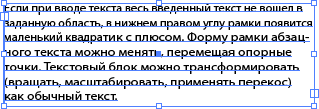 Если при вводе текста весь введенный текст не вошел в
заданную область, в нижнем правом углу рамки появится
маленький квадратик с плюсом. Форму рамки абзац-
ного текста можно менять, перемещая опорные
точки. Текстовый блок можно трансформировать
(вращать, масштабировать, применять перекос)
как обычный текст.